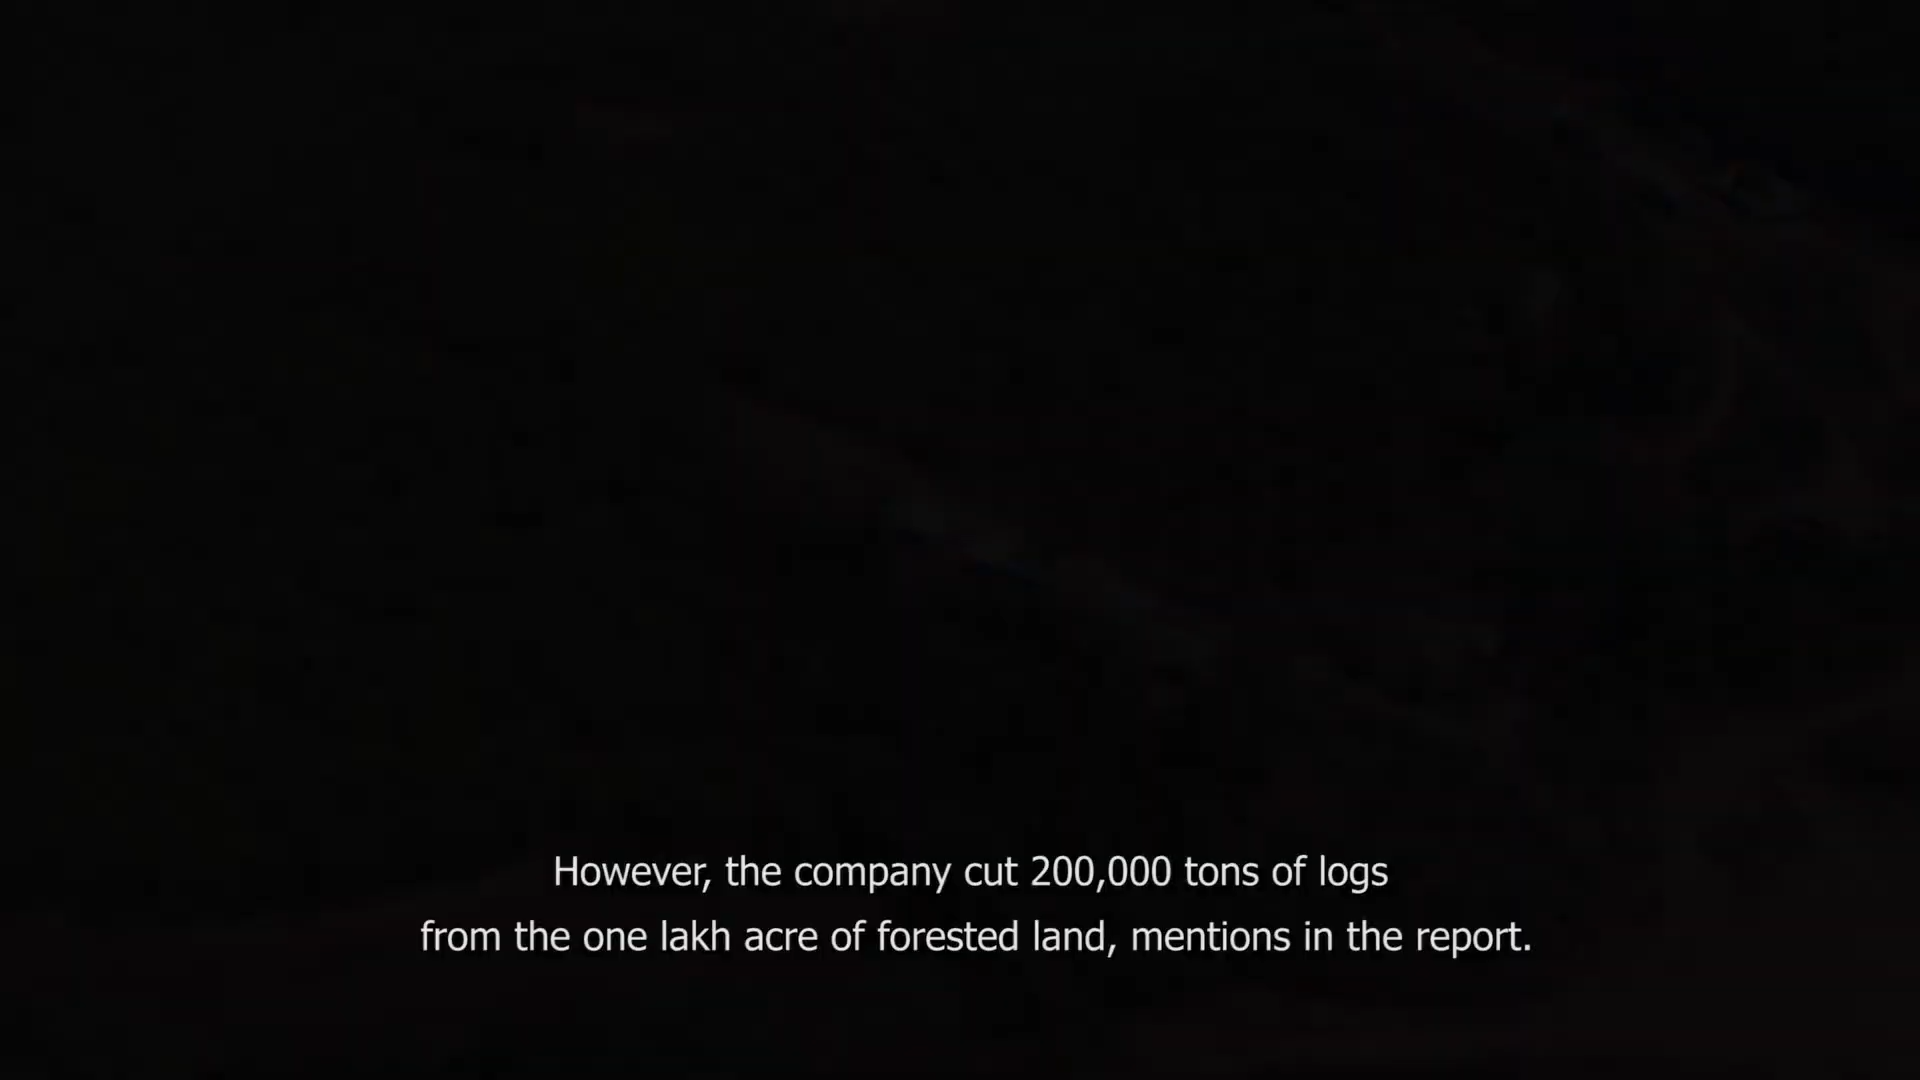 However, the company cut 200,000 tons of logs
from the one lakh acre of forested land, mentions in the report.